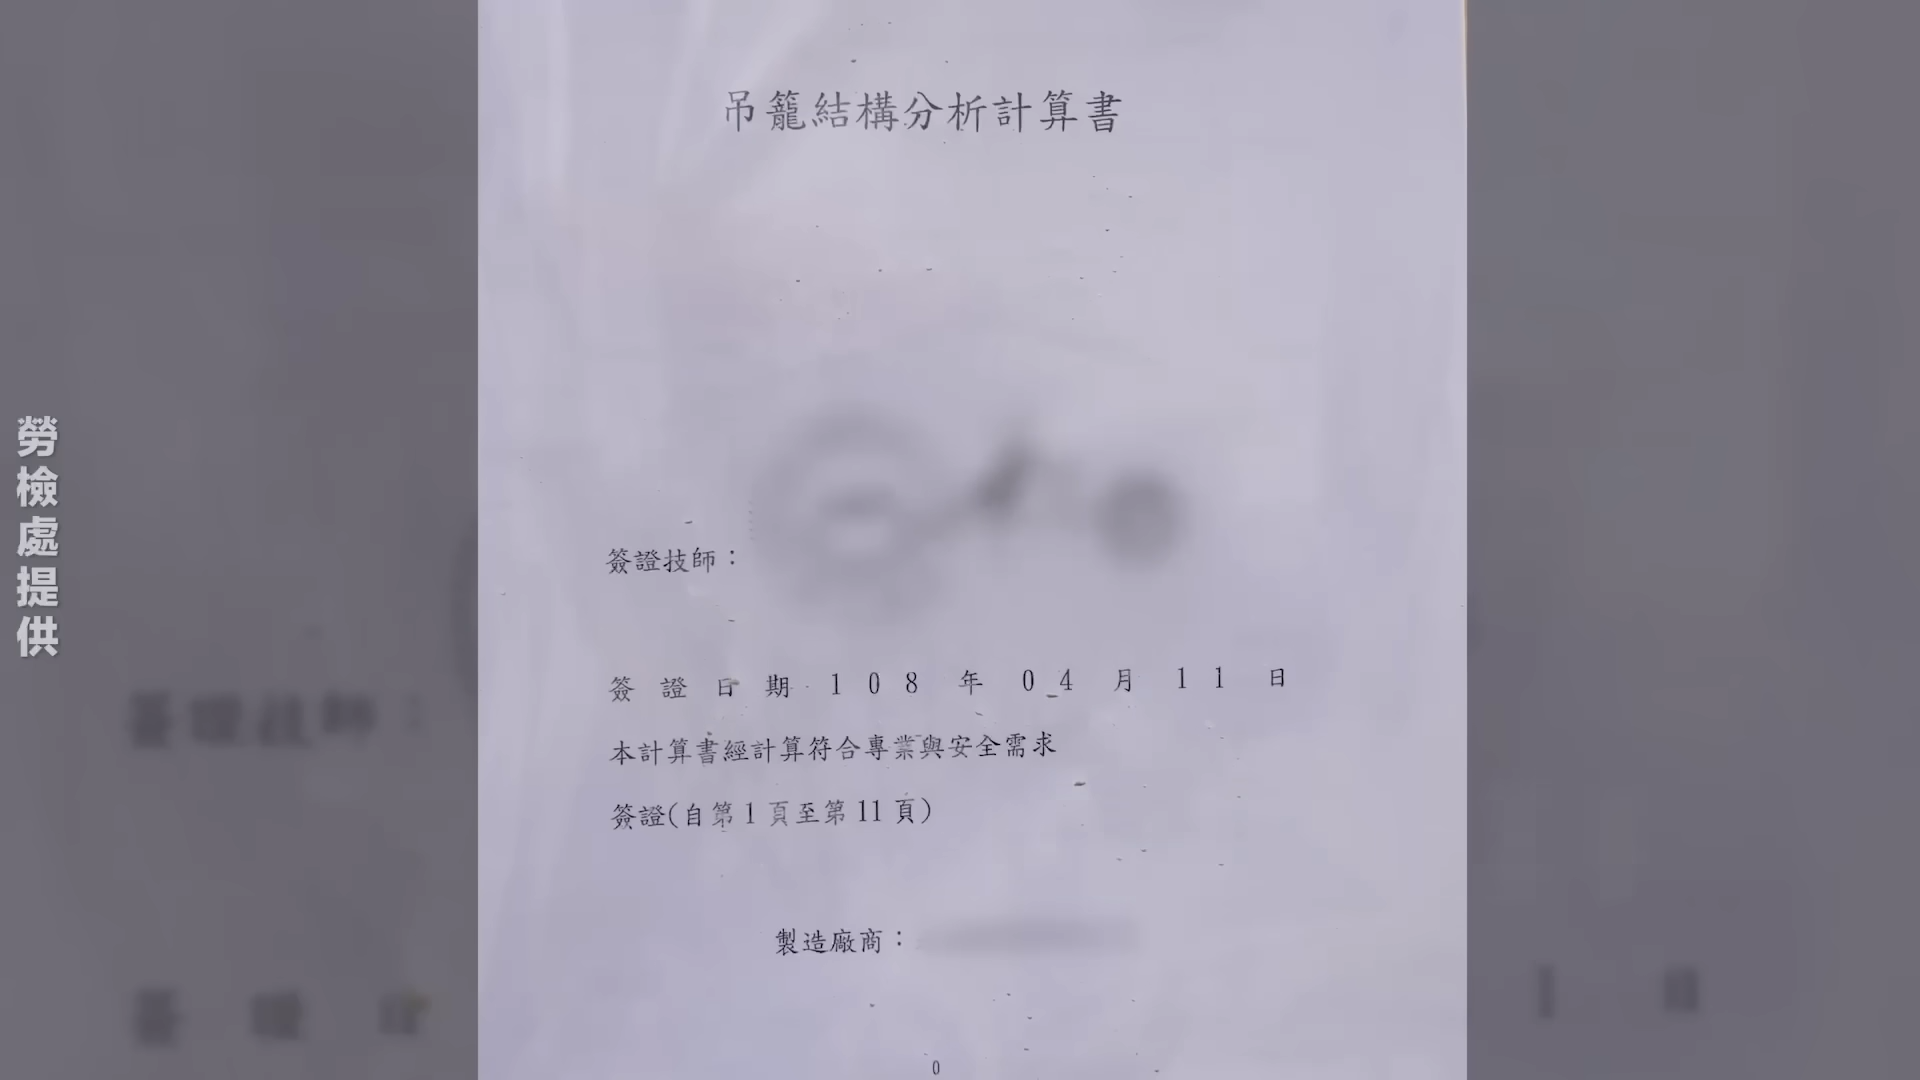 吊籠結構分析計算書
勞檢處提供
簽證技師：
簽證日期 108 年 04 月 11 日
本計算書經計算符合專業與安全需求
簽證(自第1頁至第11頁)
製造廠商：
0